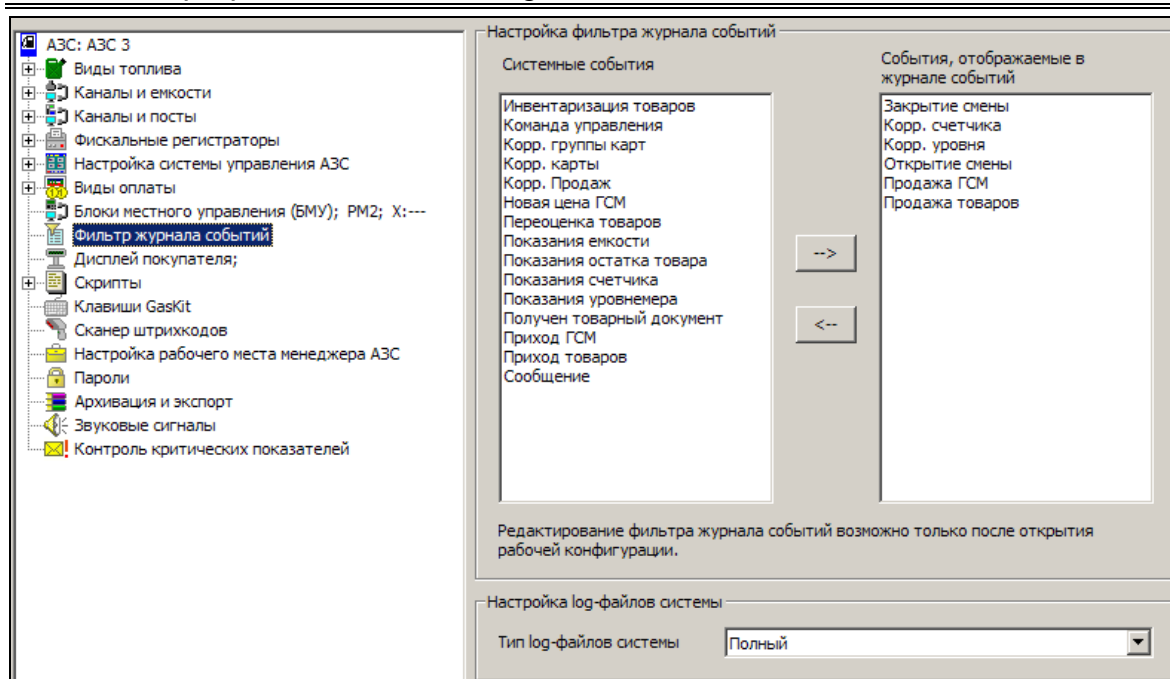 АЗС: АЗС 3
Виды топлива
Каналы и емкости
Каналы и посты
Фискальные регистраторы
Настройка системы управления АЗС
Виды оплаты
Блоки местного управления (БМУ); РМ2; Х:---
Фильтр журнала событий
Дисплей покупателя;
Скрипты
Клавиши GasKit
Сканер штрихкодов
Настройка рабочего места менеджера АЗС
Пароли
Архивация и экспорт
Звуковые сигналы
Контроль критических показателей
Настройка фильтра журнала событий
Системные события
Инвентаризация товаров
Команда управления
Корр. группы карт
Корр. карты
Корр. Продаж
Новая цена ГСМ
Переоценка товаров
Показания емкости
Показания остатка товара
Показания счетчика
Показания уровнемера
Получен товарный документ
Приход ГСМ
Приход товаров
Сообщение
-->
<--
События, отображаемые в
журнале событий
Закрытие смены
Корр. счетчика
Корр. уровня
Открытие смены
Продажа ГСМ
Продажа товаров
Редактирование фильтра журнала событий возможно только после открытия
рабочей конфигурации.
Настройка log-файлов системы
Тип log-файлов системы
Полный